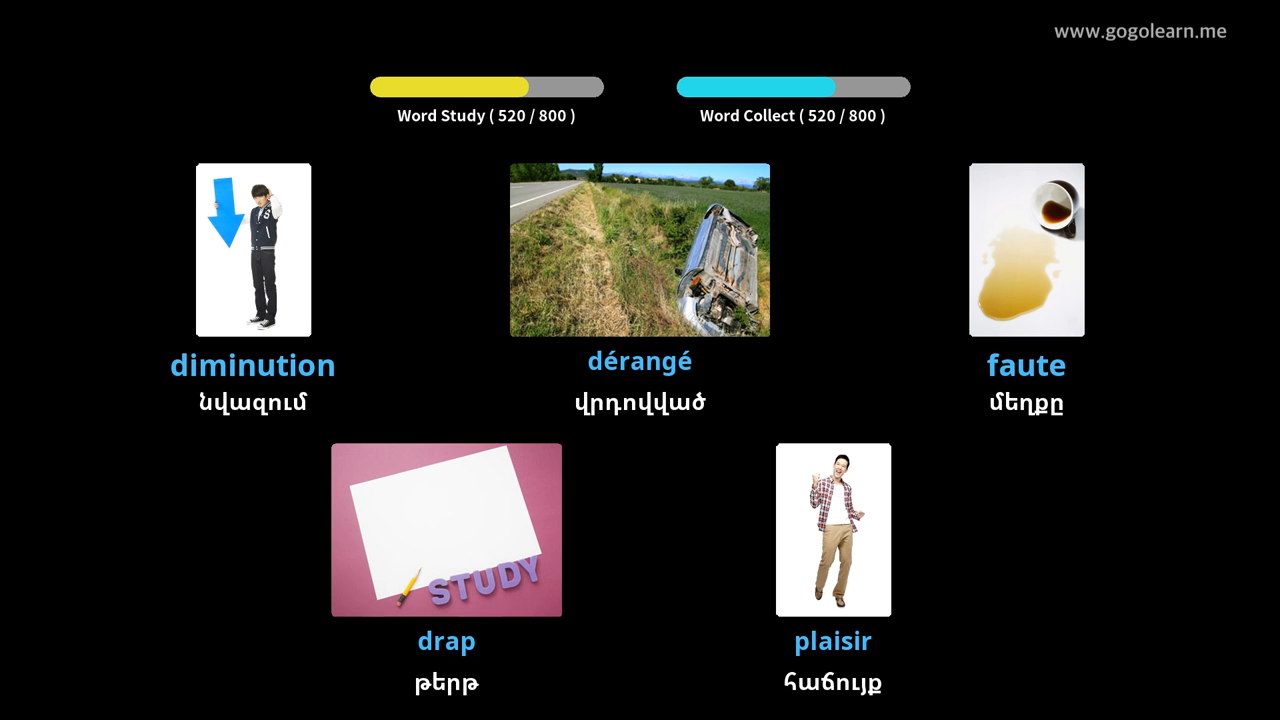 www.gogolearn.me
Word Study ( 520 / 800 )
Word Collect ( 520 / 800 )
diminution
նվազում
dérangé
վրդովված
faute
մեղքը
S
STUDY
drap
թերթ
plaisir
հաճույք